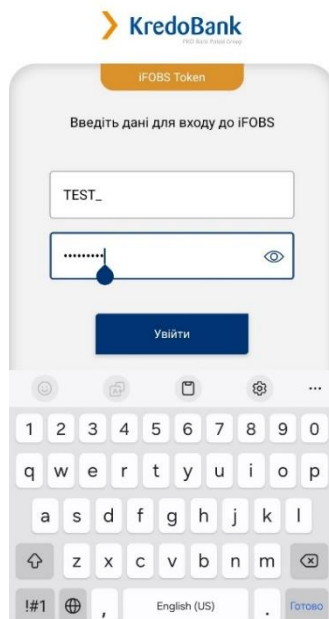 KredoBank
PKO Bank Polski Group
iFOBS Token
Введіть дані для входу до iFOBS
TEST_
•••••••••
Увійти
1 2 3 4 5 6 7 8 9 0
q w e r t y u i o p
a s d f g h j k l
z x c v b n m
!#1 , English (US) . Готово